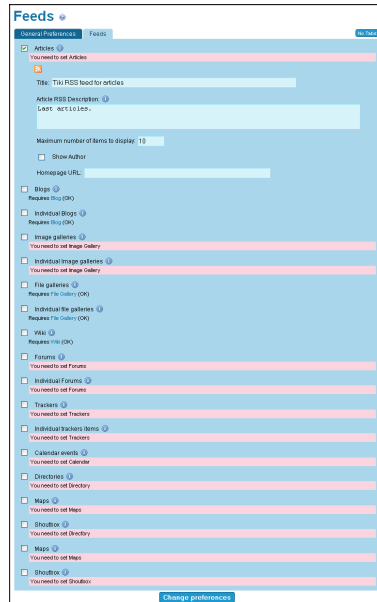 Feeds
General Preferences Feeds No Tabs
Articles
You need to set Articles
Title: Tiki RSS feed for articles
Article RSS Description:
Last articles.
Maximum number of items to display: 10
Show Author
Homepage URL:
Blogs
Requires Blog (OK)
Individual Blogs
Requires Blog (OK)
Image galleries
You need to set Image Gallery
Individual Image galleries
You need to set Image Gallery
File galleries
Requires File Gallery (OK)
Individual file galleries
Requires File Gallery (OK)
Wiki
Requires Wiki (OK)
Forums
You need to set Forums
Individual Forums
You need to set Forums
Trackers
You need to set Trackers
Individual trackers items
You need to set Trackers
Calendar events
You need to set Calendar
Directories
You need to set Directory
Maps
You need to set Maps
Shoutbox
You need to set Directory
Maps
You need to set Maps
Shoutbox
You need to set Shoutbox
Change preferences